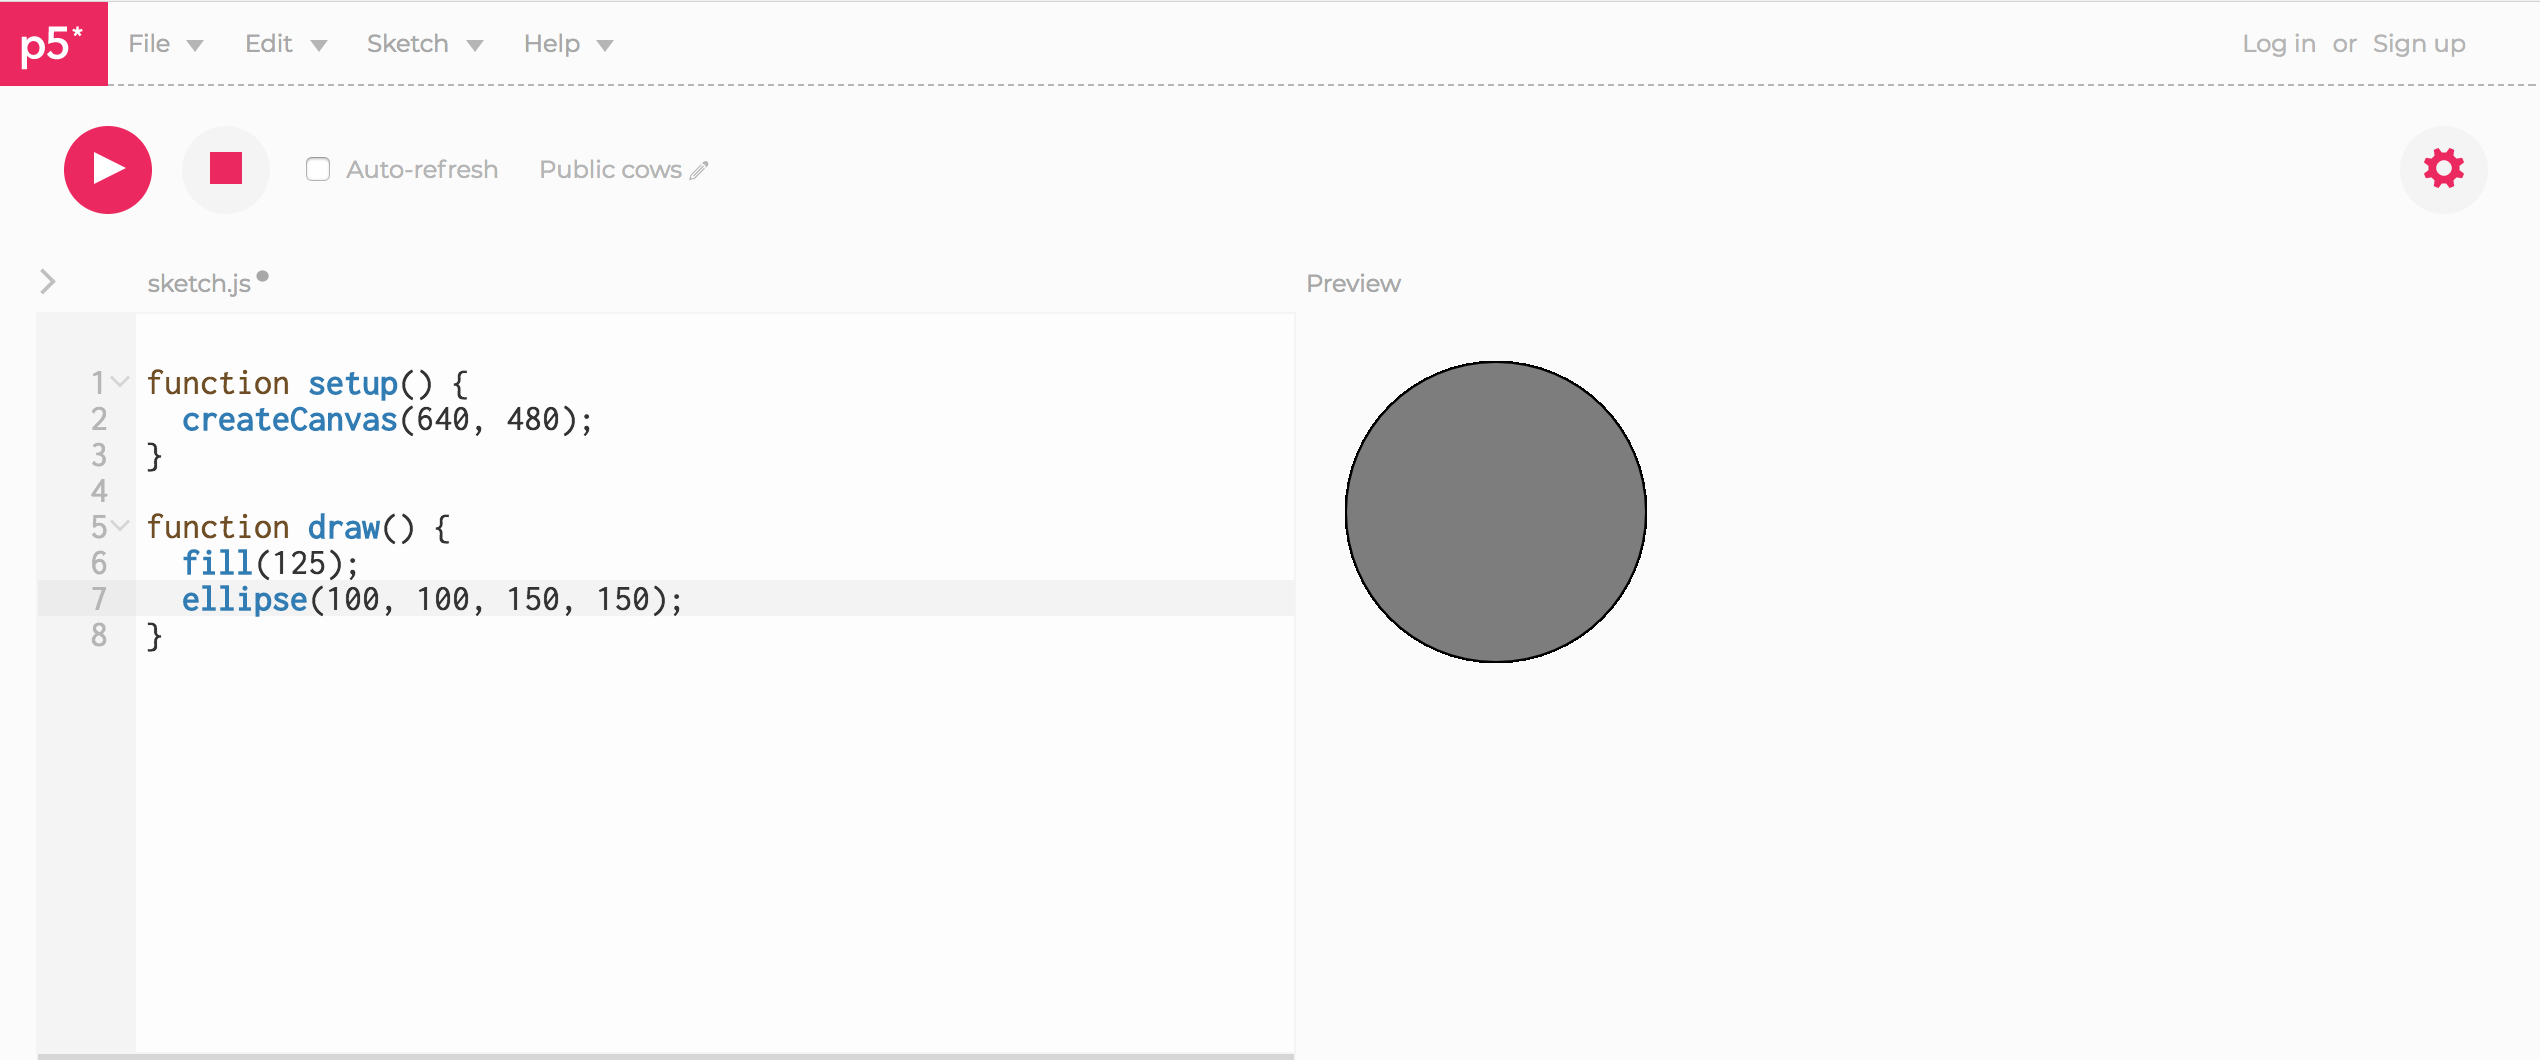 p5* File Edit Sketch Help Log in or Sign up
Auto-refresh Public cows
sketch.js Preview
1 function setup() {
2 createCanvas(640, 480);
3 }
4
5 function draw() {
6 fill(125);
7 ellipse(100, 100, 150, 150);
8 }